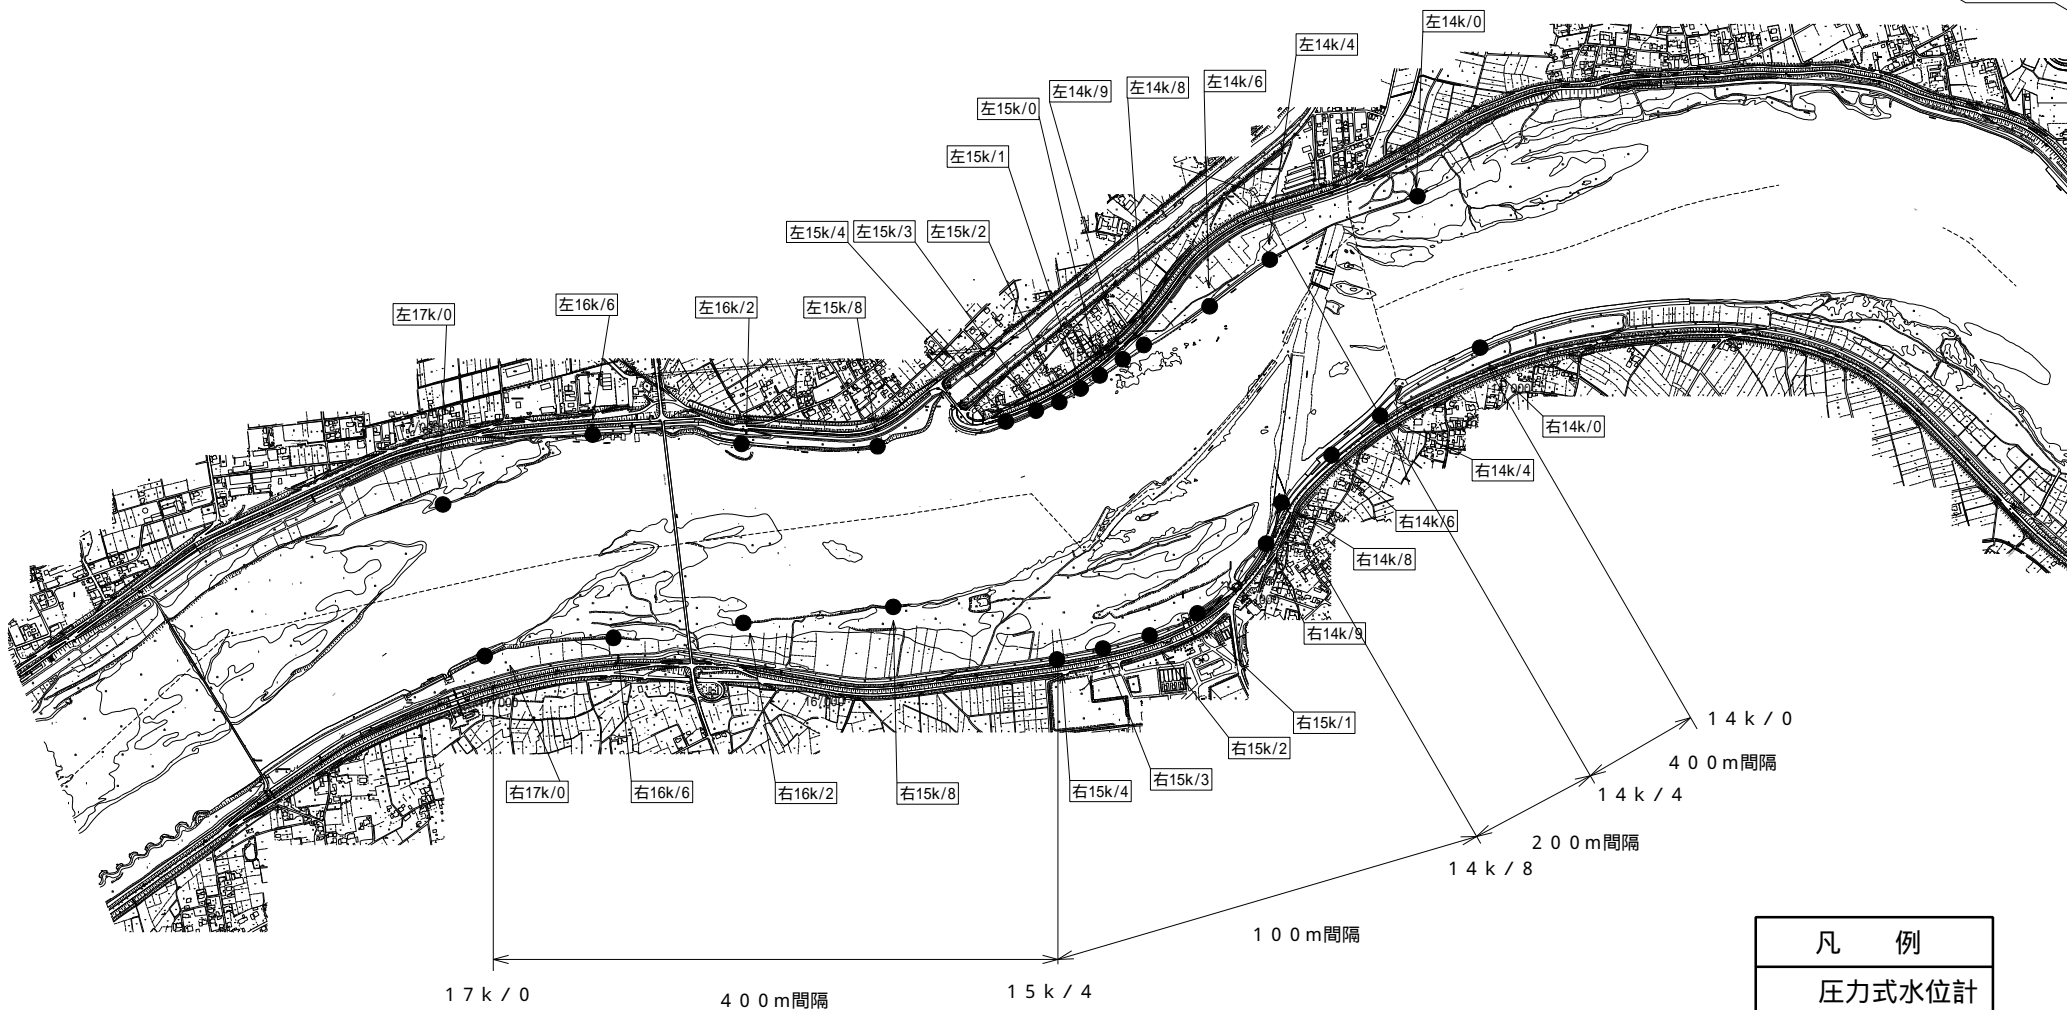 左14k/0
左14k/4
左14k/6
左14k/8
左14k/9
左15k/0
左15k/1
左15k/2
左15k/3
左15k/4
左15k/8
左16k/2
左16k/6
左17k/0
右14k/0
右14k/4
右14k/6
右14k/8
右14k/9
右15k/1
右15k/2
右15k/3
右15k/4
右15k/8
右16k/2
右16k/6
右17k/0
14k/0
400m間隔
14k/4
200m間隔
14k/8
100m間隔
17k/0
400m間隔
15k/4
凡 例
圧力式水位計